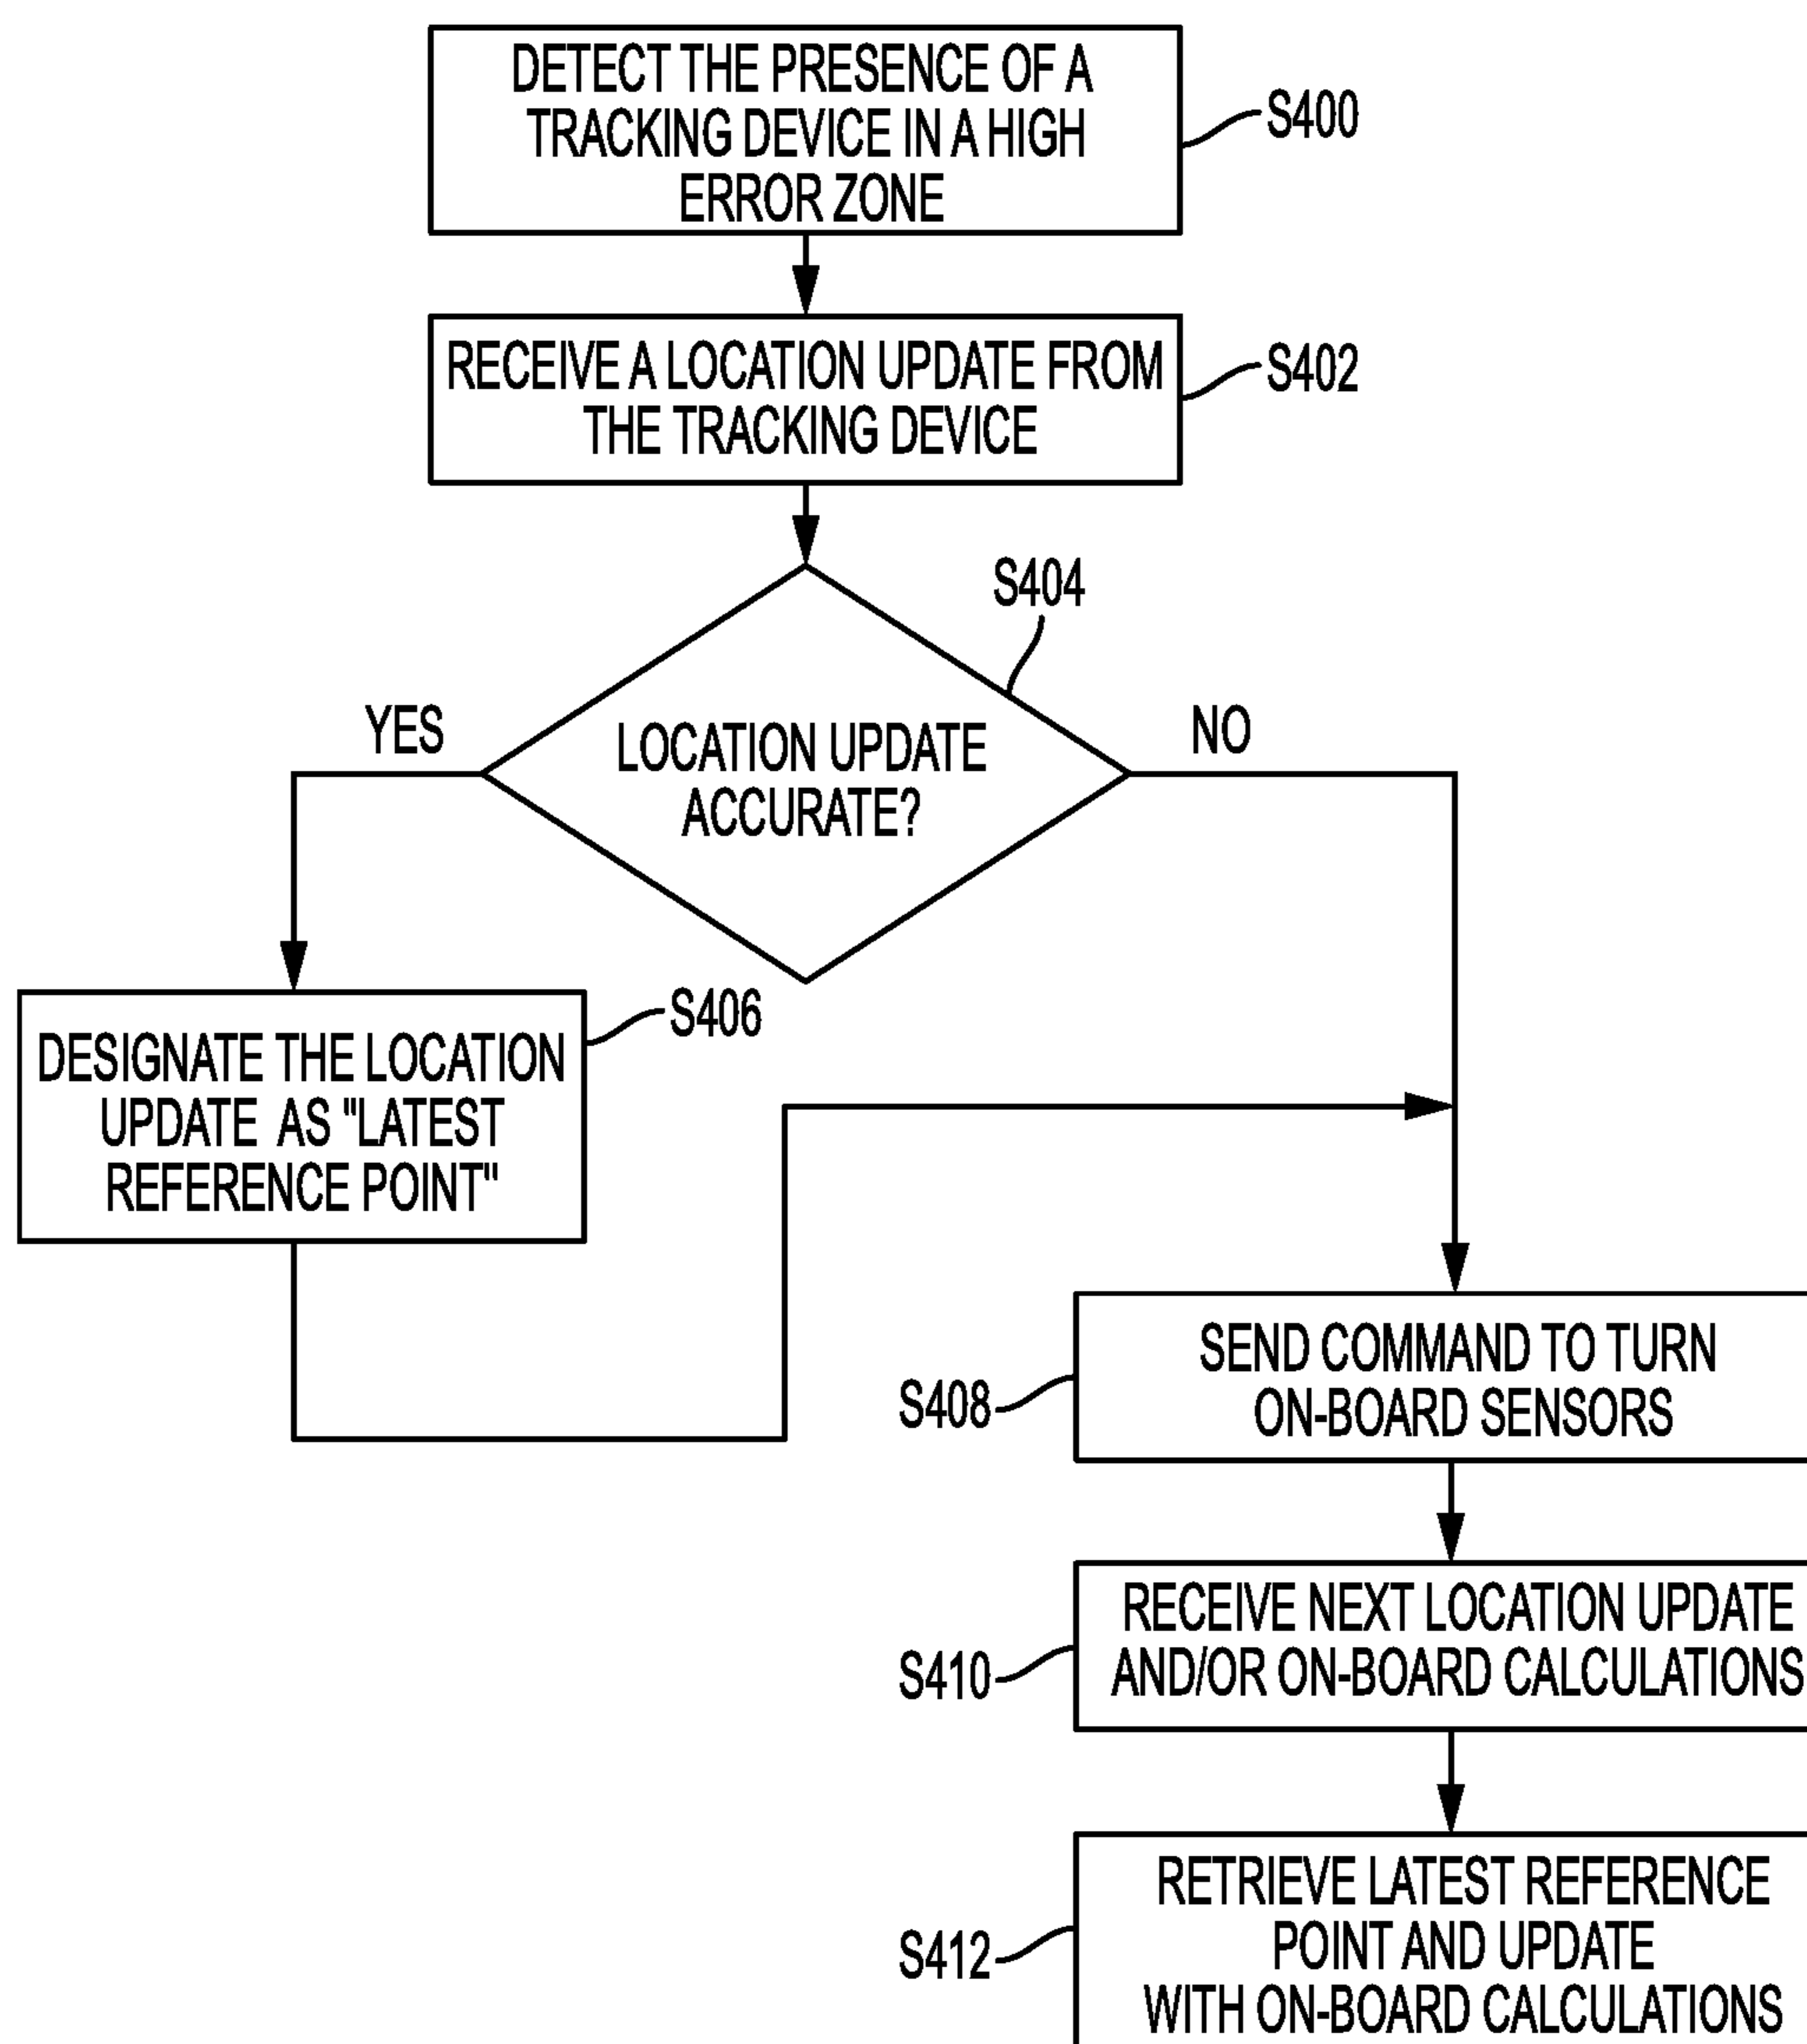 DETECT THE PRESENCE OF A
TRACKING DEVICE IN A HIGH
ERROR ZONE
S400
RECEIVE A LOCATION UPDATE FROM
THE TRACKING DEVICE
S402
S404
YES
NO
LOCATION UPDATE
ACCURATE?
S406
DESIGNATE THE LOCATION
UPDATE AS "LATEST
REFERENCE POINT"
SEND COMMAND TO TURN
ON-BOARD SENSORS
S408
RECEIVE NEXT LOCATION UPDATE
AND/OR ON-BOARD CALCULATIONS
S410
RETRIEVE LATEST REFERENCE
POINT AND UPDATE
WITH ON-BOARD CALCULATIONS
S412